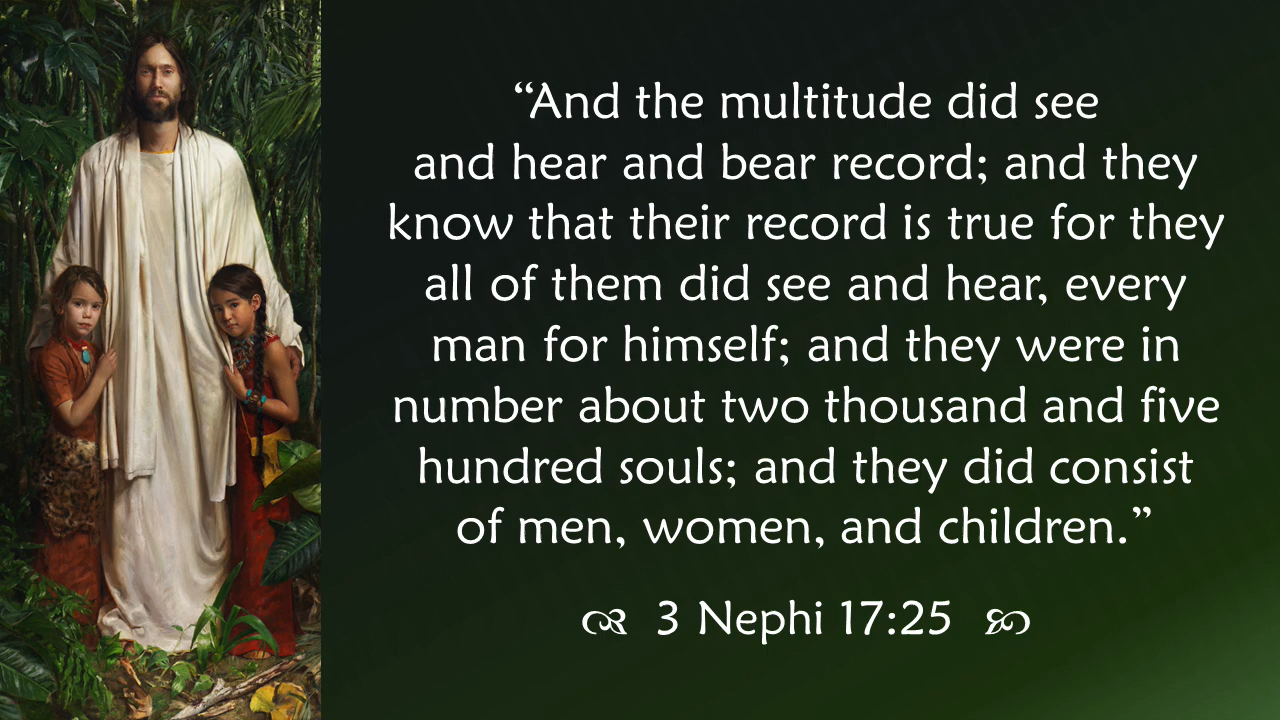 “And the multitude did see
and hear and bear record; and they
know that their record is true for they
all of them did see and hear, every
man for himself; and they were in
number about two thousand and five
hundred souls; and they did consist
of men, women, and children.”
3 Nephi 17:25